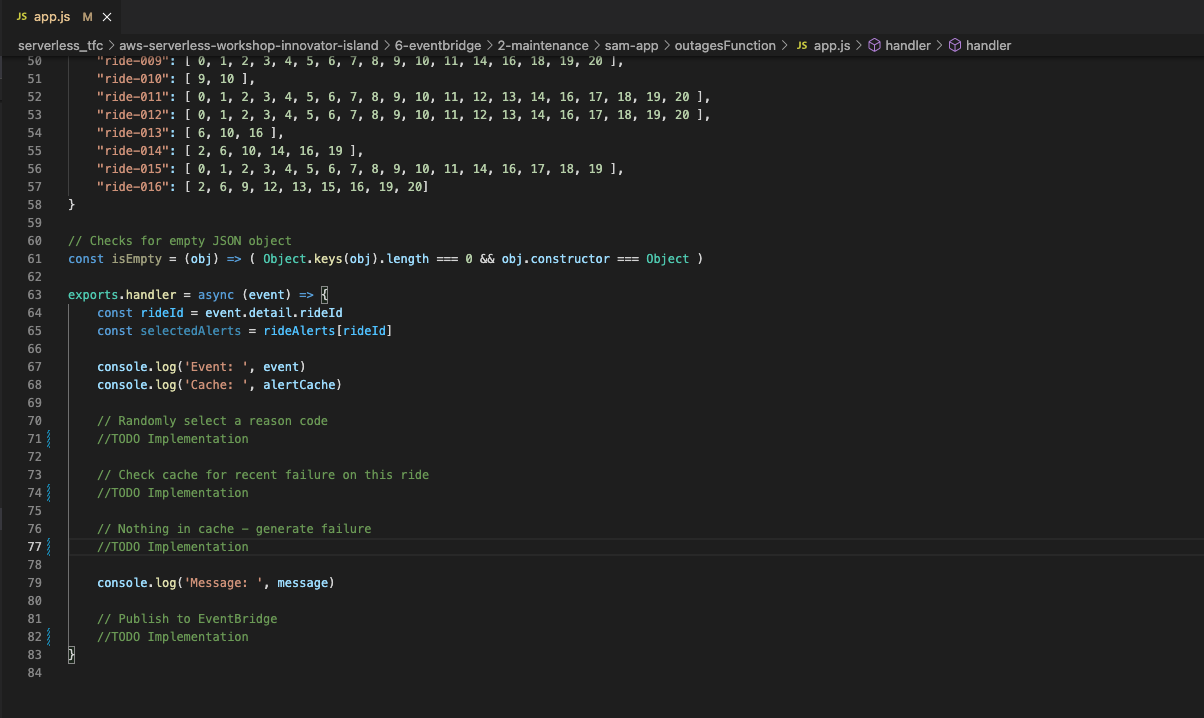 JS app.js M ×
serverless_tfc > aws-serverless-workshop-innovator-island > 6-eventbridge > 2-maintenance > sam-app > outagesFunction > JS app.js > handler > handler
50 "ride-009": [ 0, 1, 2, 3, 4, 5, 6, 7, 8, 9, 10, 11, 14, 16, 18, 19, 20 ],
51 "ride-010": [ 9, 10 ],
52 "ride-011": [ 0, 1, 2, 3, 4, 5, 6, 7, 8, 9, 10, 11, 12, 13, 14, 16, 17, 18, 19, 20 ],
53 "ride-012": [ 0, 1, 2, 3, 4, 5, 6, 7, 8, 9, 10, 11, 12, 13, 14, 16, 17, 18, 19, 20 ],
54 "ride-013": [ 6, 10, 16 ],
55 "ride-014": [ 2, 6, 10, 14, 16, 19 ],
56 "ride-015": [ 0, 1, 2, 3, 4, 5, 6, 7, 8, 9, 10, 11, 14, 16, 17, 18, 19 ],
57 "ride-016": [ 2, 6, 9, 12, 13, 15, 16, 19, 20]
58 }
59
60 // Checks for empty JSON object
61 const isEmpty = (obj) => ( Object.keys(obj).length === 0 && obj.constructor === Object )
62
63 exports.handler = async (event) => {
64 const rideId = event.detail.rideId
65 const selectedAlerts = rideAlerts[rideId]
66
67 console.log('Event: ', event)
68 console.log('Cache: ', alertCache)
69
70 // Randomly select a reason code
71 //TODO Implementation
72
73 // Check cache for recent failure on this ride
74 //TODO Implementation
75
76 // Nothing in cache – generate failure
77 //TODO Implementation
78
79 console.log('Message: ', message)
80
81 // Publish to EventBridge
82 //TODO Implementation
83 }
84